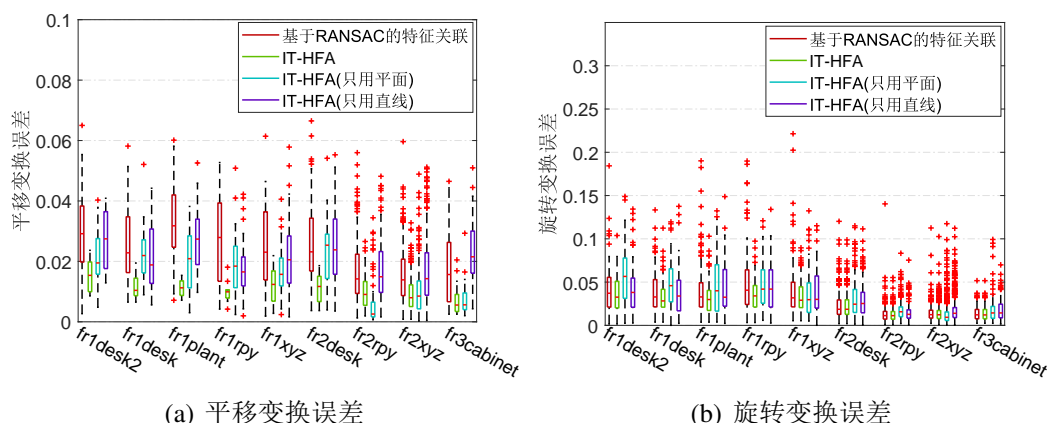 0.1
0.08
0.06
0.04
0.02
0
平移变换误差
基于RANSAC的特征关联
IT-HFA
IT-HFA(只用平面)
IT-HFA(只用直线)
fr1desk2
fr1desk
fr1plant
fr1rpy
fr1xyz
fr2desk
fr2rpy
fr2xyz
fr3cabinet
(a) 平移变换误差
0.3
0.25
0.2
0.15
0.1
0.05
0
旋转变换误差
基于RANSAC的特征关联
IT-HFA
IT-HFA(只用平面)
IT-HFA(只用直线)
fr1desk2
fr1desk
fr1plant
fr1rpy
fr1xyz
fr2desk
fr2rpy
fr2xyz
fr3cabinet
(b) 旋转变换误差